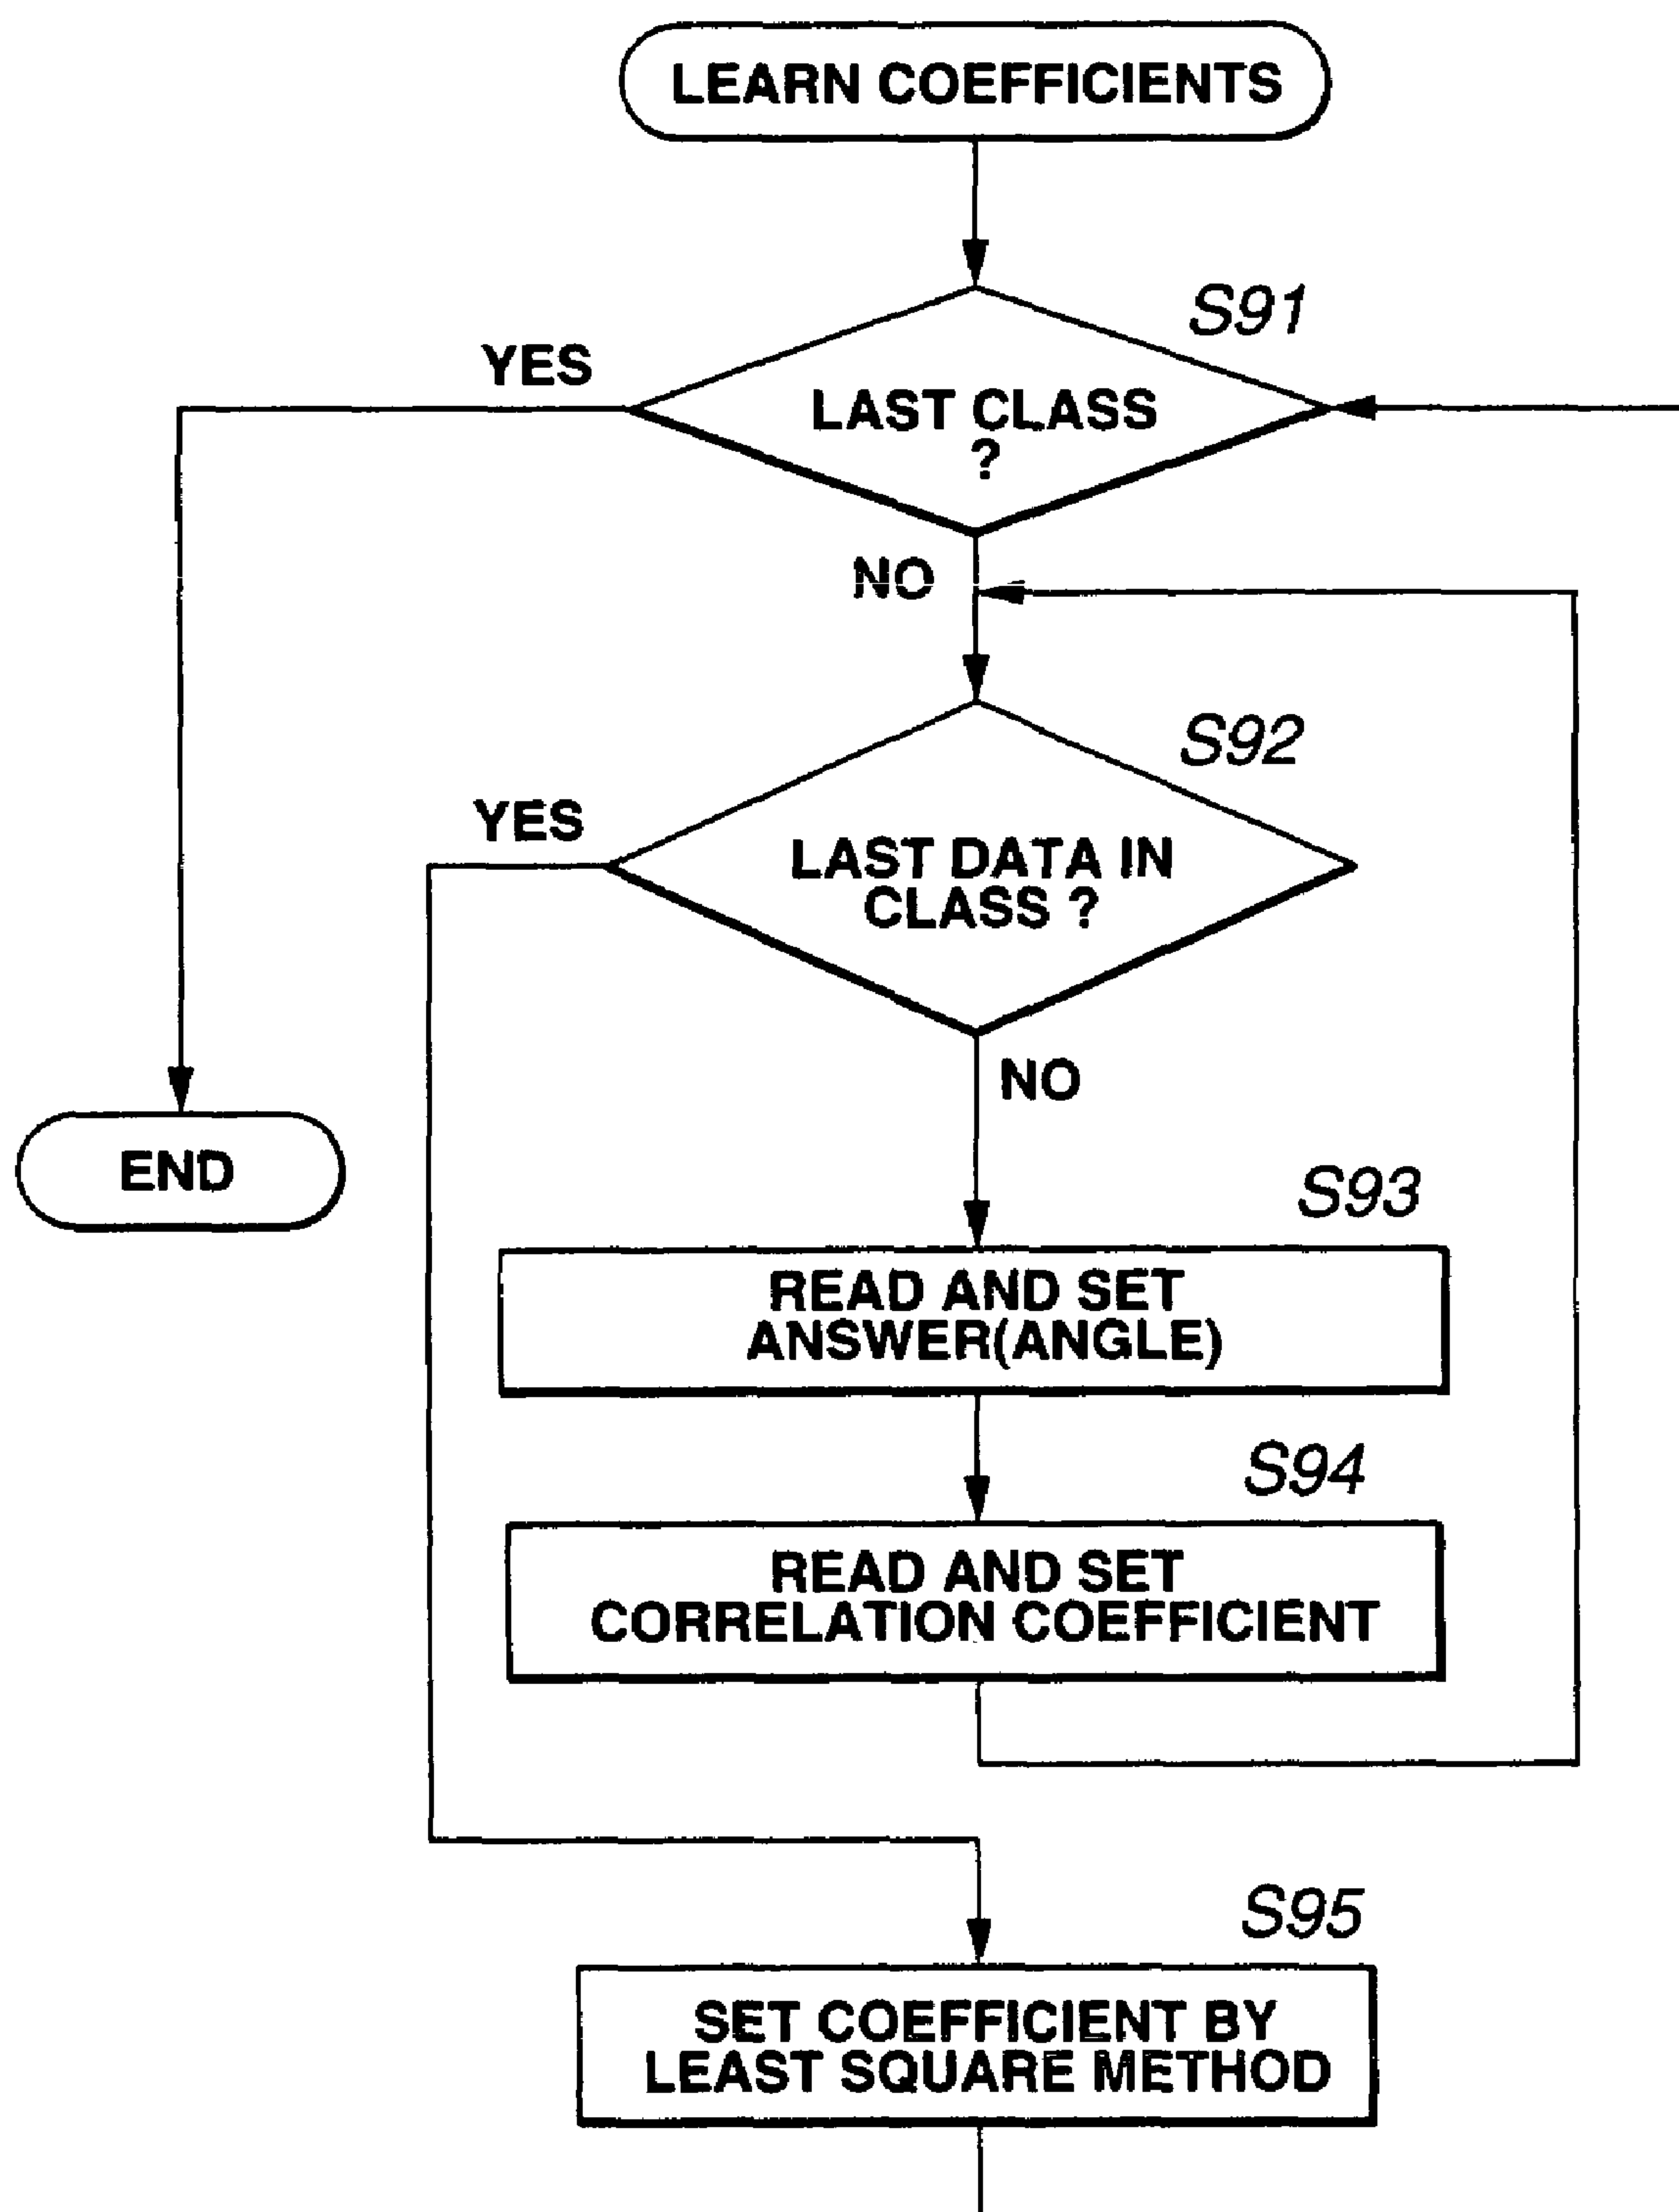 LEARN COEFFICIENTS
S91
YES
LAST CLASS
?
NO
S92
YES
LAST DATA IN
CLASS ?
NO
END
S93
READ AND SET
ANSWER(ANGLE)
S94
READ AND SET
CORRELATION COEFFICIENT
S95
SET COEFFICIENT BY
LEAST SQUARE METHOD